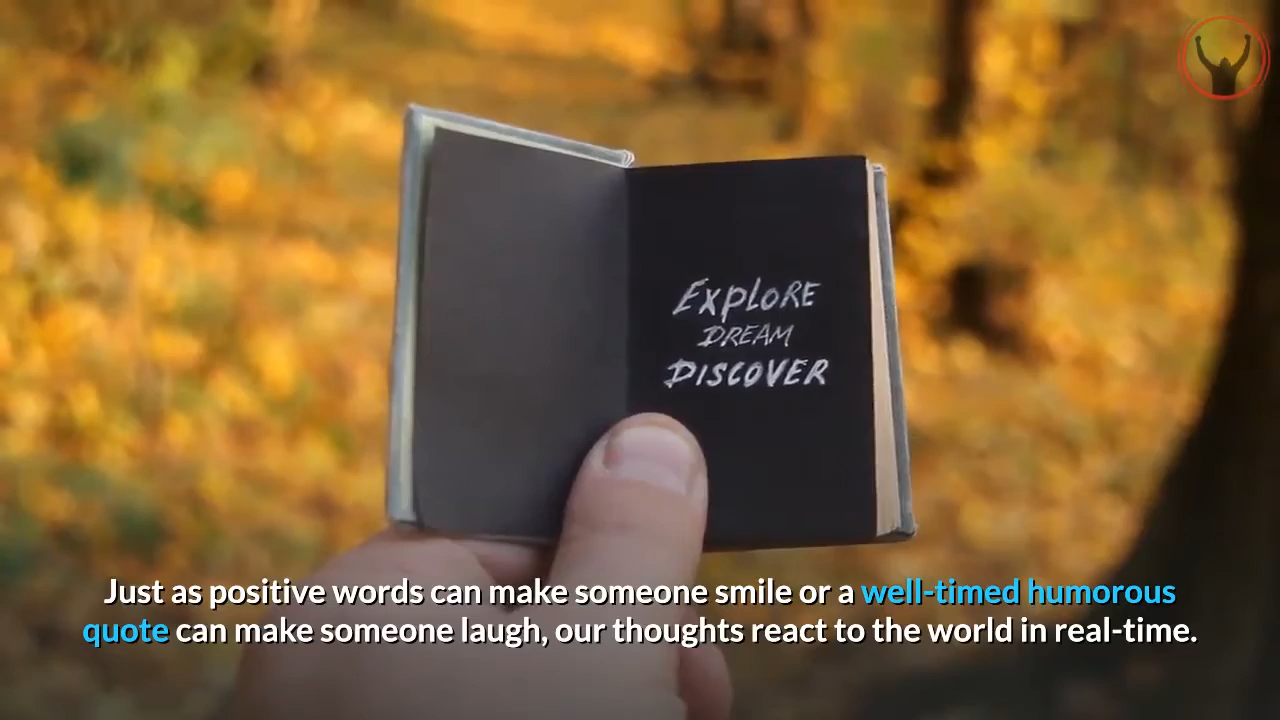 EXPLORE
DREAM
DISCOVER
Just as positive words can make someone smile or a well-timed humorous
quote can make someone laugh, our thoughts react to the world in real-time.